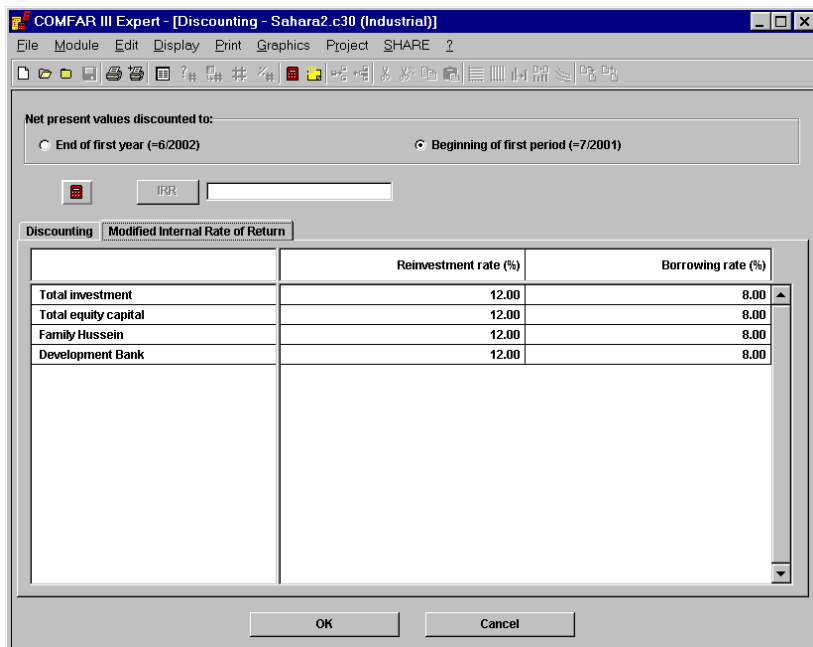 COMFAR III Expert - [Discounting - Sahara2.c30 (Industrial)]
File Module Edit Display Print Graphics Project SHARE ?
Net present values discounted to:
End of first year (=6/2002) Beginning of first period (=7/2001)
IRR
Discounting Modified Internal Rate of Return
Reinvestment rate (%) Borrowing rate (%)
Total investment 12.00 8.00
Total equity capital 12.00 8.00
Family Hussein 12.00 8.00
Development Bank 12.00 8.00
OK Cancel